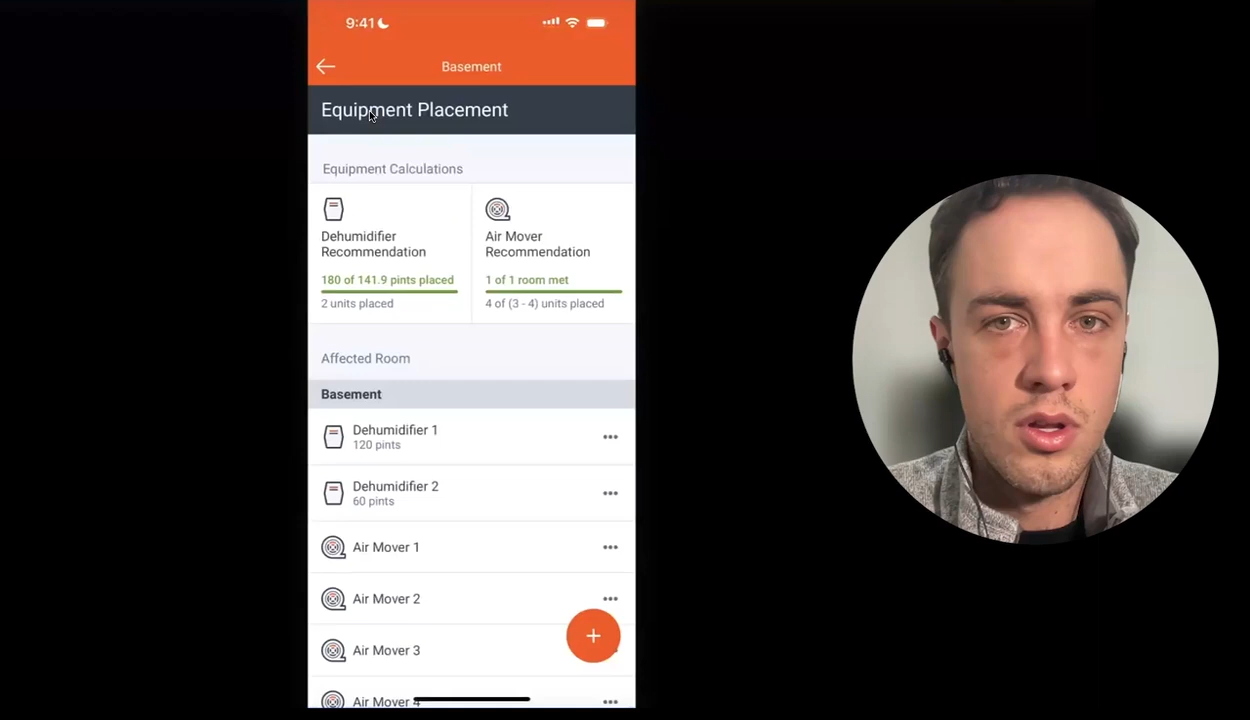 9:41
Basement
Equipment Placement
Equipment Calculations
Dehumidifier
Recommendation
180 of 141.9 pints placed
2 units placed
Air Mover
Recommendation
1 of 1 room met
4 of (3 - 4) units placed
Affected Room
Basement
Dehumidifier 1
120 pints
Dehumidifier 2
60 pints
Air Mover 1
Air Mover 2
Air Mover 3
Air Mover 4